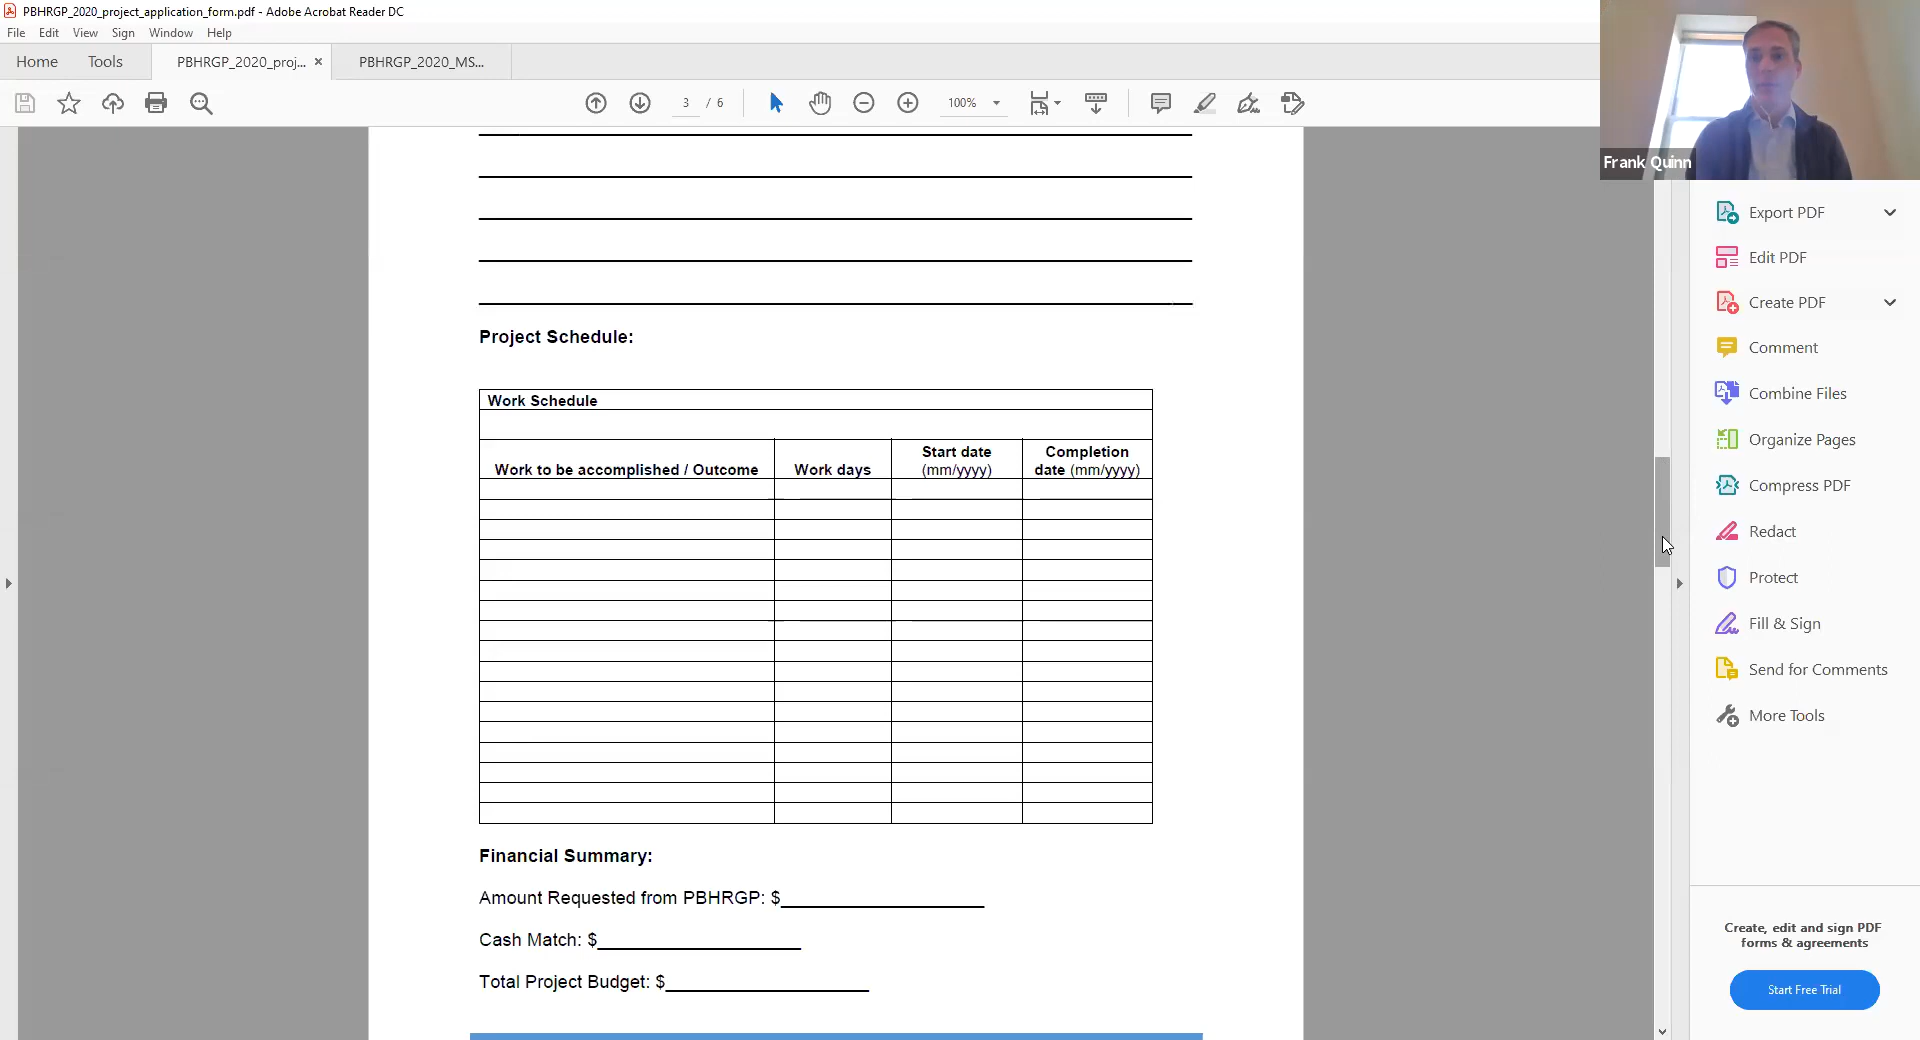 PBHRGP_2020_project_application_form.pdf - Adobe Acrobat Reader DC
File Edit View Sign Window Help
Home Tools PBHRGP_2020_proj... × PBHRGP_2020_MS...
3 / 6 100%
Frank Quinn
Project Schedule:
Work Schedule
Work to be accomplished / Outcome Work days Start date (mm/yyyy) Completion date (mm/yyyy)
Financial Summary:
Amount Requested from PBHRGP: $
Cash Match: $
Total Project Budget: $
Export PDF
Edit PDF
Create PDF
Comment
Combine Files
Organize Pages
Compress PDF
Redact
Protect
Fill & Sign
Send for Comments
More Tools
Create, edit and sign PDF
forms & agreements
Start Free Trial